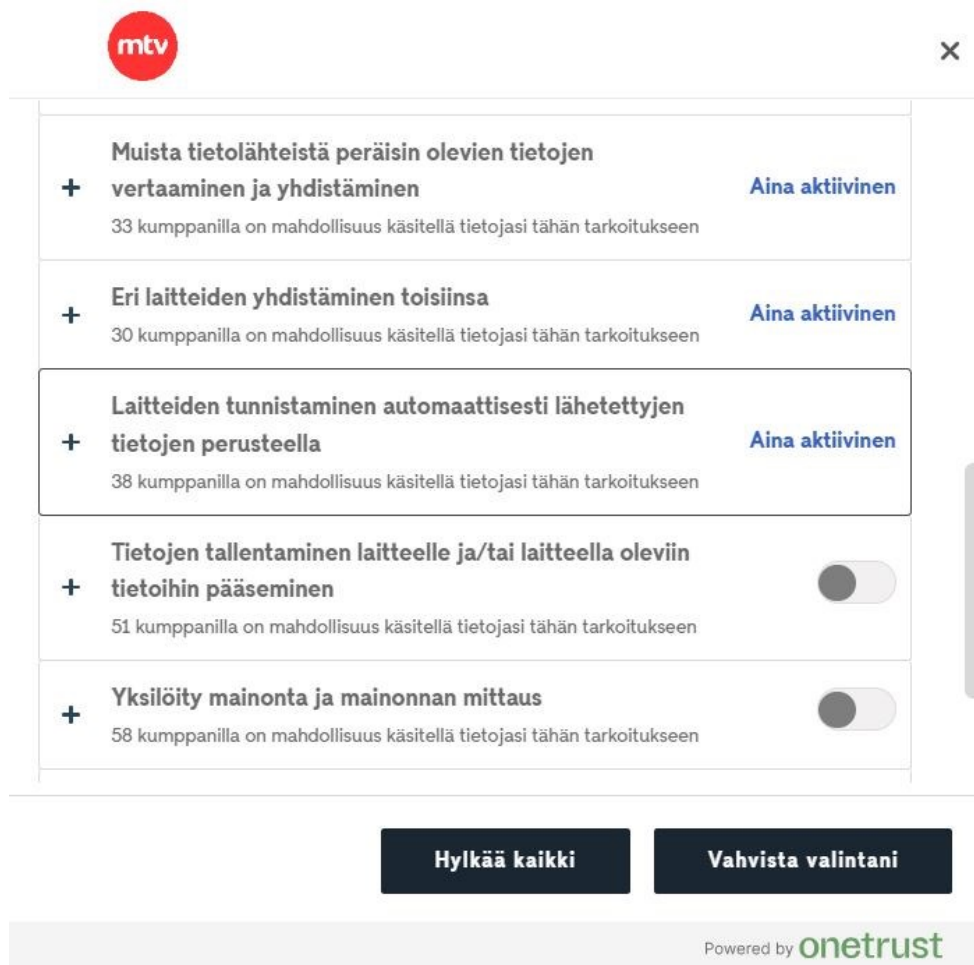 mtv
Muista tietolähteistä peräisin olevien tietojen
vertaaminen ja yhdistäminen
Aina aktiivinen
33 kumppanilla on mahdollisuus käsitellä tietojasi tähän tarkoitukseen
Eri laitteiden yhdistäminen toisiinsa
Aina aktiivinen
30 kumppanilla on mahdollisuus käsitellä tietojasi tähän tarkoitukseen
Laitteiden tunnistaminen automaattisesti lähetettyjen
tietojen perusteella
Aina aktiivinen
38 kumppanilla on mahdollisuus käsitellä tietojasi tähän tarkoitukseen
Tietojen tallentaminen laitteelle ja/tai laitteella oleviin
tietoihin pääseminen
51 kumppanilla on mahdollisuus käsitellä tietojasi tähän tarkoitukseen
Yksilöity mainonta ja mainonnan mittaus
58 kumppanilla on mahdollisuus käsitellä tietojasi tähän tarkoitukseen
Hylkää kaikki
Vahvista valintani
Powered by onetrust